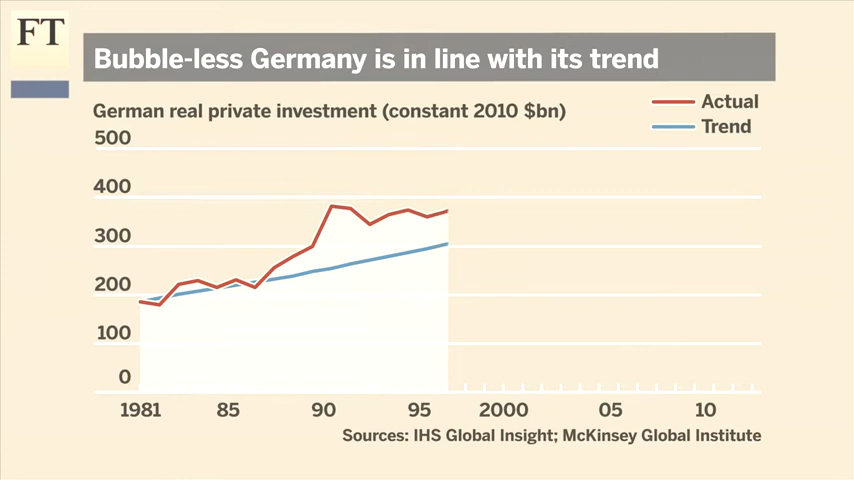 FT
Bubble-less Germany is in line with its trend
German real private investment (constant 2010 $bn)
Actual
Trend
500
400
300
200
100
0
1981 85 90 95 2000 05 10
Sources: IHS Global Insight; McKinsey Global Institute